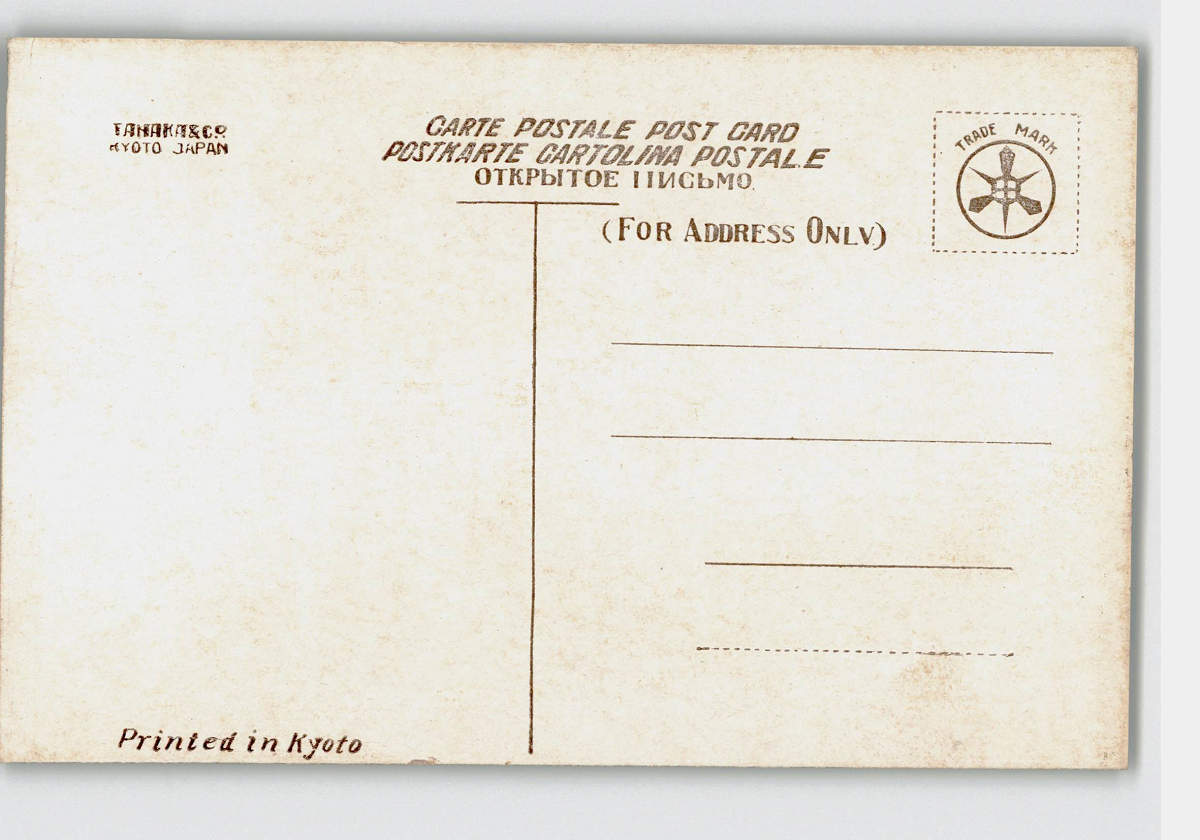 TANAKA&CO
KYOTO JAPAN
CARTE POSTALE POST CARD
POSTKARTE CARTOLINA POSTALE
ОТКРЫТОЕ ПИСЬМО.
(FOR ADDRESS ONLY)
TRADE MARK
Printed in Kyoto